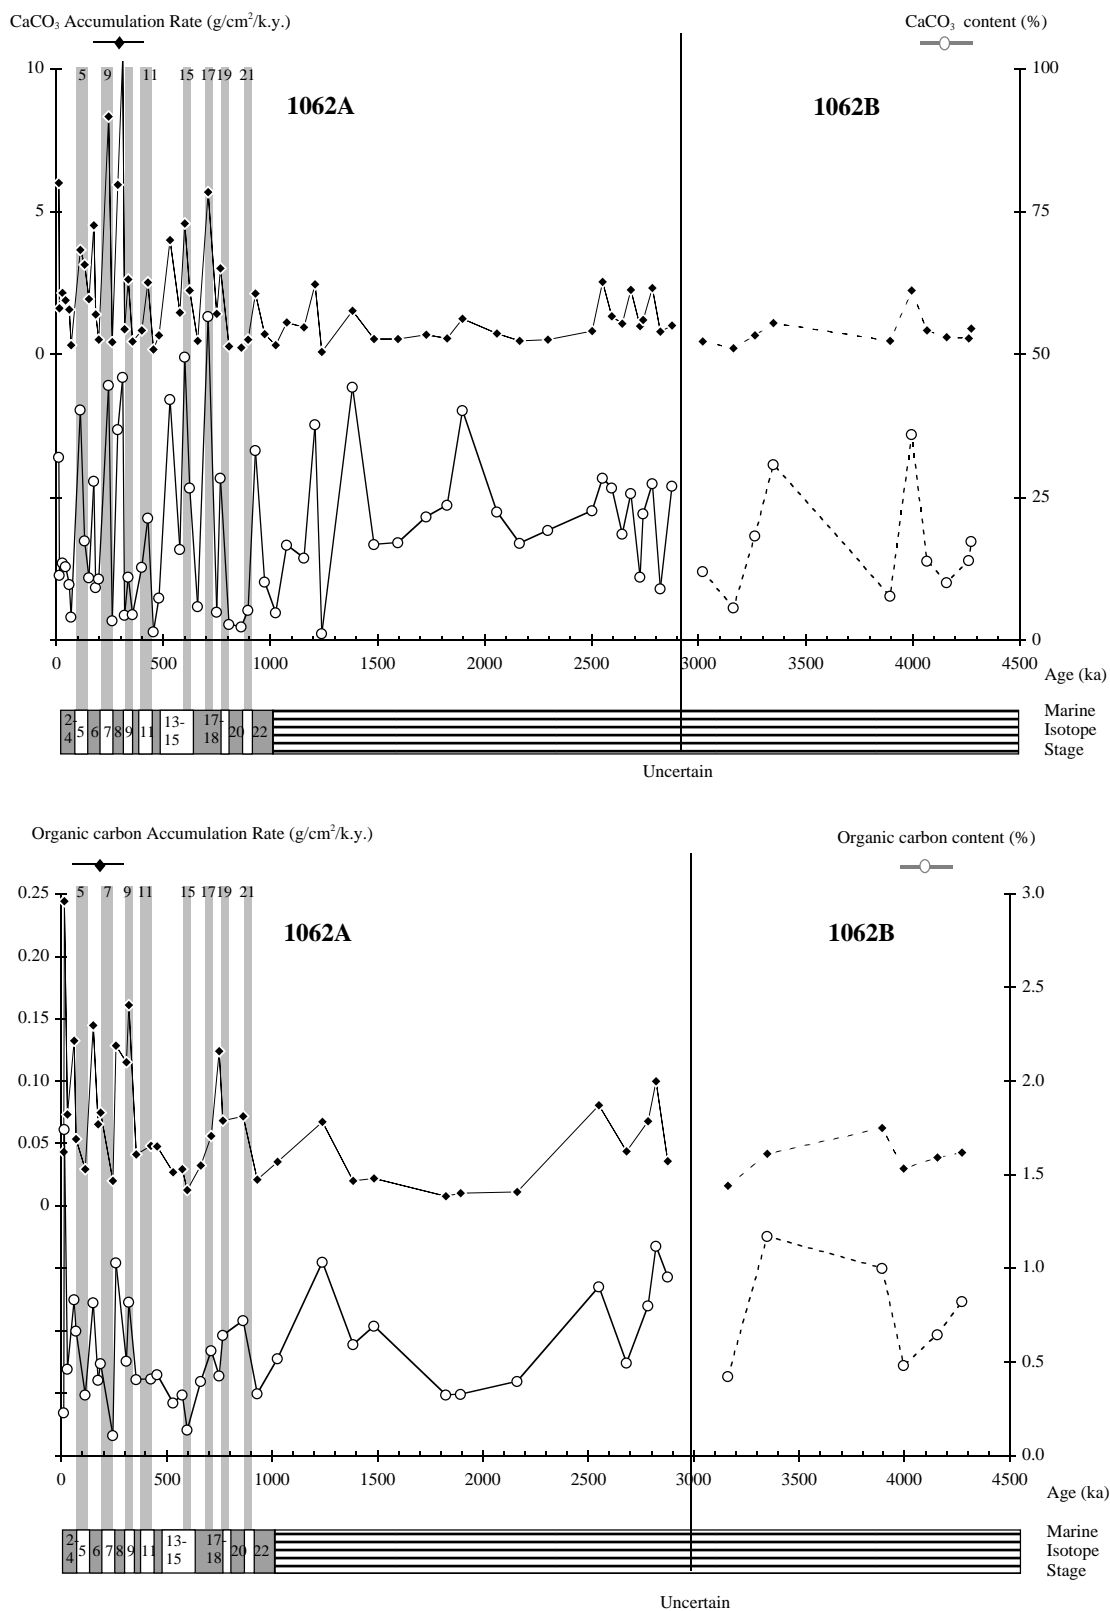 CaCO₃ Accumulation Rate (g/cm²/k.y.) CaCO₃ content (%)
10 5 9 11 15 17 19 21 100
1062A 1062B
5 75
0 50
25
0
0 500 1000 1500 2000 2500 3000 3500 4000 4500
Age (ka)
2-4 5 6 7 8 9 11 13-15 17-18 20 22
Marine
Isotope
Stage
Uncertain
Organic carbon Accumulation Rate (g/cm²/k.y.) Organic carbon content (%)
0.25 5 7 9 11 15 17 19 21 3.0
1062A 1062B
0.20
2.5
0.15
2.0
0.10
0.05
1.5
0
1.0
0.5
0.0
0 500 1000 1500 2000 2500 3000 3500 4000 4500
Age (ka)
2-4 5 6 7 8 9 11 13-15 17-18 20 22
Marine
Isotope
Stage
Uncertain